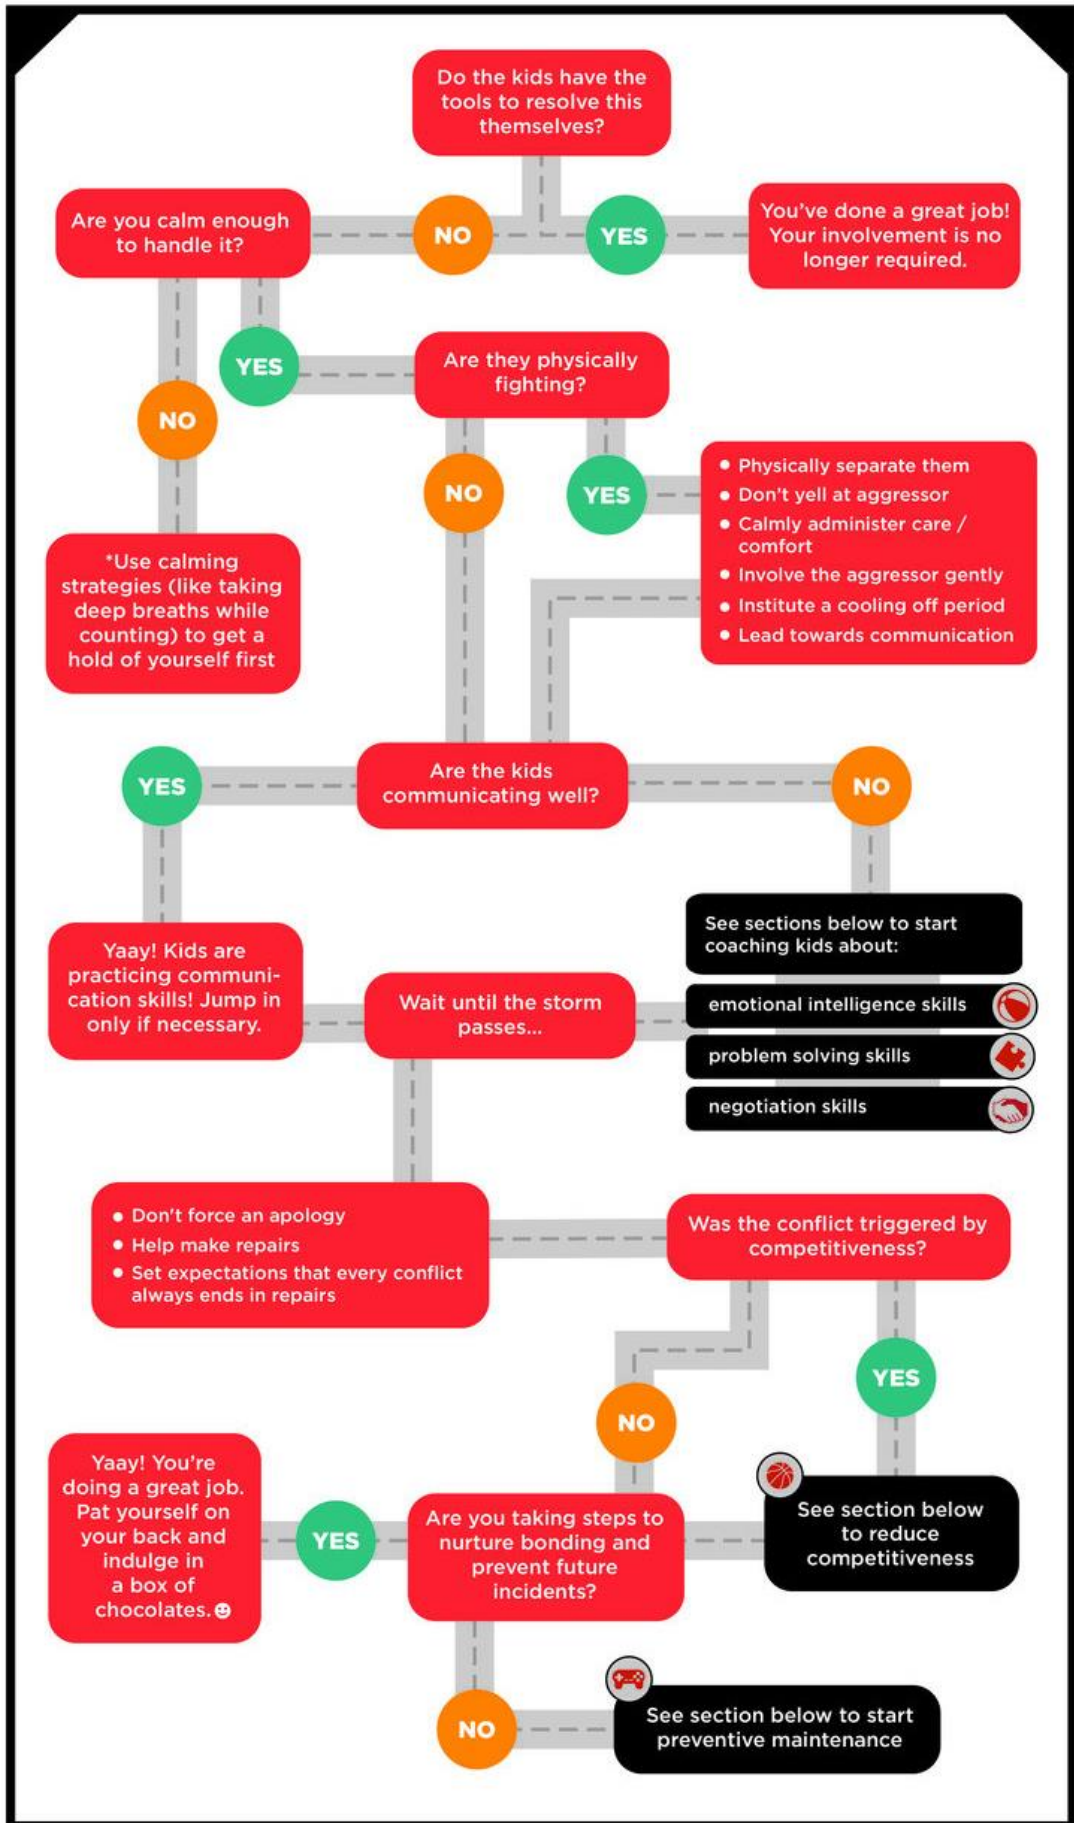 Do the kids have the
tools to resolve this
themselves?
Are you calm enough
to handle it?
NO
YES
You've done a great job!
Your involvement is no
longer required.
YES
Are they physically
fighting?
NO
NO
YES
• Physically separate them
• Don't yell at aggressor
• Calmly administer care /
comfort
• Involve the aggressor gently
• Institute a cooling off period
• Lead towards communication
*Use calming
strategies (like taking
deep breaths while
counting) to get a
hold of yourself first
YES
Are the kids
communicating well?
NO
Yaay! Kids are
practicing communi-
cation skills! Jump in
only if necessary.
Wait until the storm
passes...
See sections below to start
coaching kids about:
emotional intelligence skills
problem solving skills
negotiation skills
• Don't force an apology
• Help make repairs
• Set expectations that every conflict
always ends in repairs
Was the conflict triggered by
competitiveness?
YES
NO
Yaay! You're
doing a great job.
Pat yourself on
your back and
indulge in
a box of
chocolates.☻
YES
Are you taking steps to
nurture bonding and
prevent future
incidents?
See section below
to reduce
competitiveness
NO
See section below to start
preventive maintenance